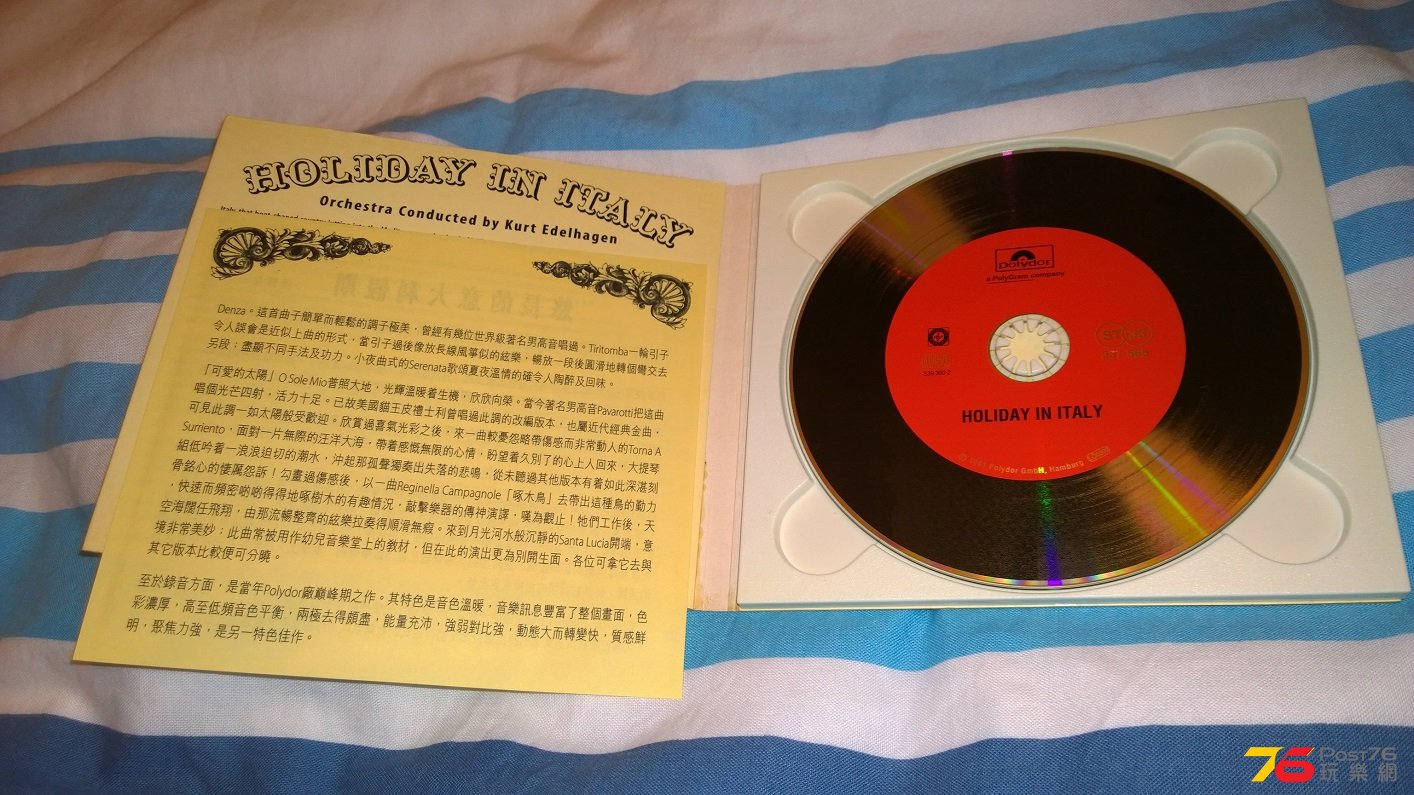 HOLIDAY IN ITALY
Orchestra Conducted by Kurt Edelhagen
Denza。這首曲子簡單而輕鬆的調子極美，曾經有幾位世界級著名男高音唱過。Tiritomba一輪引子
令人誤會是近似上曲的形式，當引子過後像放長線風箏似的絃樂，暢放一段後圓滑地轉個彎交去
另段；盡顯不同手法及功力。小夜曲式的Serenata歌頌夏夜溫情的確令人陶醉及回味。
「可愛的太陽」O Sole Mio普照大地，光輝溫暖着生機，欣欣向榮。當今著名男高音Pavarotti把這曲
唱個光芒四射，活力十足。已故美國貓王皮禮士利曾唱過此調的改編版本，也屬近代經典金曲，
可見此調一如太陽般受歡迎。欣賞過喜氣光彩之後，來一曲較憂怨略帶傷感而非常動人的Torna A
Surriento，面對一片無際的汪洋大海，帶着感慨無限的心情，盼望着久別了的心上人回來，大提琴
組低吟着一浪浪迫切的潮水，沖起那孤聲獨奏出失落的悲鳴，從未聽過其他版本有着如此深湛刻
骨銘心的悽厲怨訴！勾畫過傷感後，以一曲Reginella Campagnole「啄木鳥」去帶出這種鳥的動力
，快速而頻密啲啲得得地啄樹木的有趣情況，敲擊樂器的傳神演譯，嘆為觀止！牠們工作後，天
空海闊任飛翔，由那流暢整齊的絃樂拉奏得順滑無瑕。來到月光河水般沉靜的Santa Lucia開端，意
境非常美妙；此曲常被用作幼兒音樂堂上的教材，但在此的演出更為別開生面。各位可拿它去與
其它版本比較便可分曉。
至於錄音方面，是當年Polydor廠巔峰期之作。其特色是音色溫暖，音樂訊息豐富了整個畫面，色
彩濃厚，高至低頻音色平衡，兩極去得頗盡，能量充沛，強弱對比強，動態大而轉變快，質感鮮
明，聚焦力強，是另一特色佳作。
Polydor
a PolyGram company
STEREO
539 360-2
HOLIDAY IN ITALY
Polydor GmbH, Hamburg
76 Post76
玩樂網